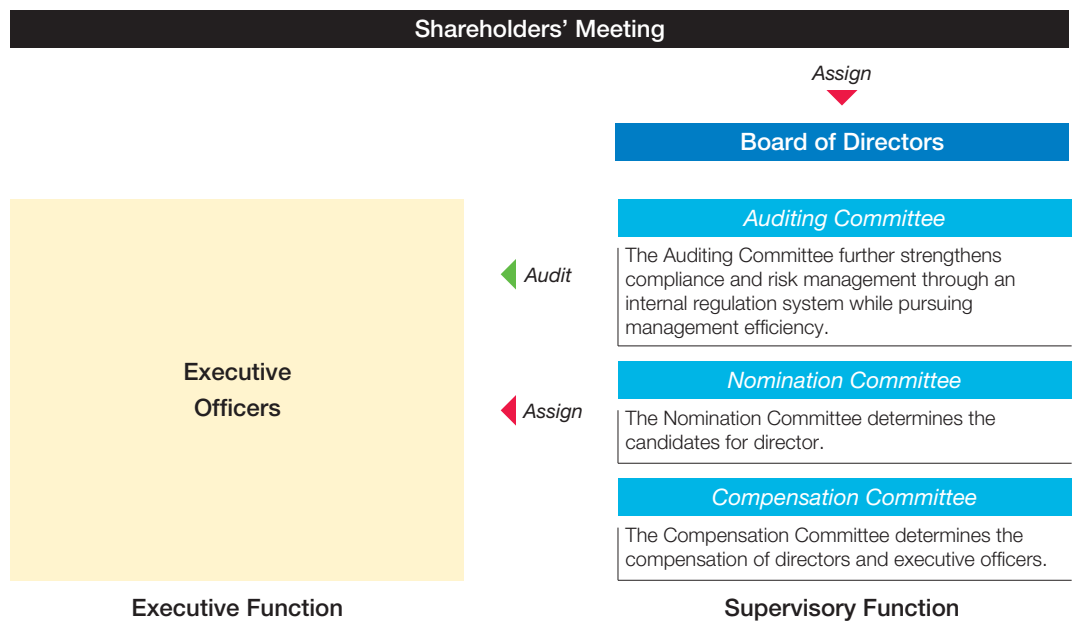 Shareholders’ Meeting
Assign
Board of Directors
Auditing Committee
The Auditing Committee further strengthens
compliance and risk management through an
internal regulation system while pursuing
management efficiency.
Audit
Executive
Officers
Nomination Committee
Assign
The Nomination Committee determines the
candidates for director.
Compensation Committee
The Compensation Committee determines the
compensation of directors and executive officers.
Executive Function
Supervisory Function